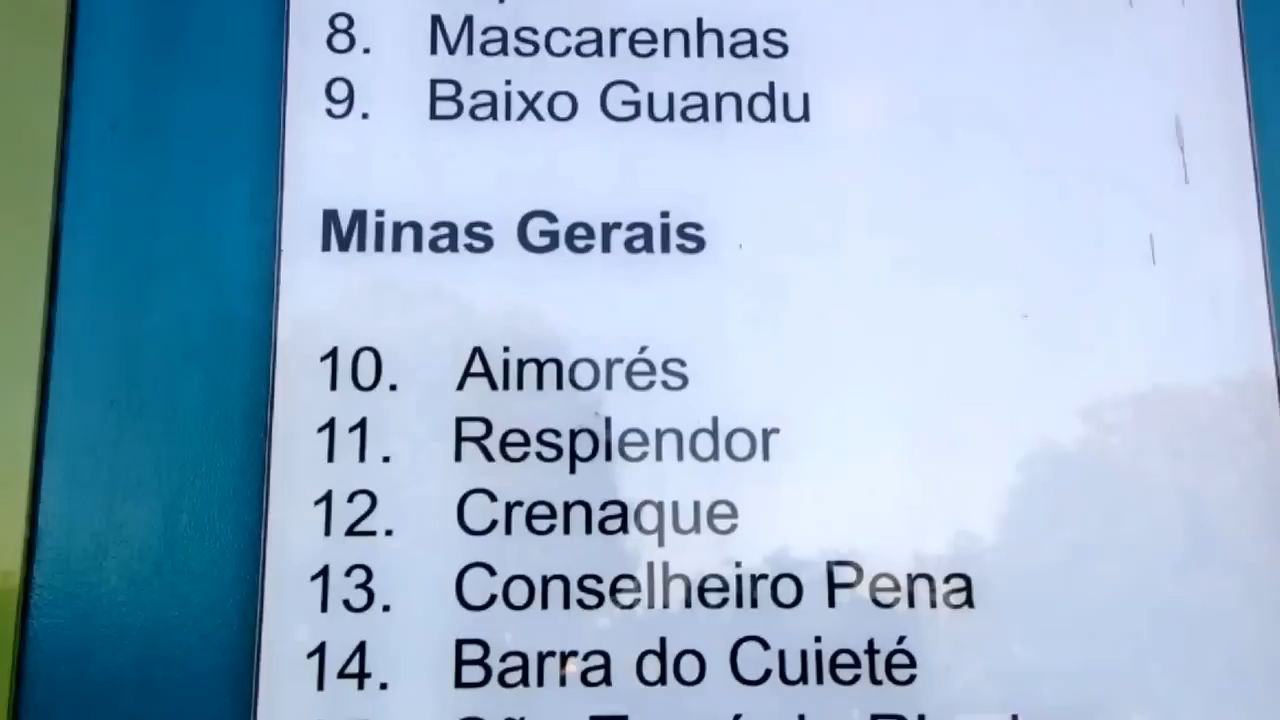 8. Mascarenhas
9. Baixo Guandu
Minas Gerais
10. Aimorés
11. Resplendor
12. Crenaque
13. Conselheiro Pena
14. Barra do Cuieté